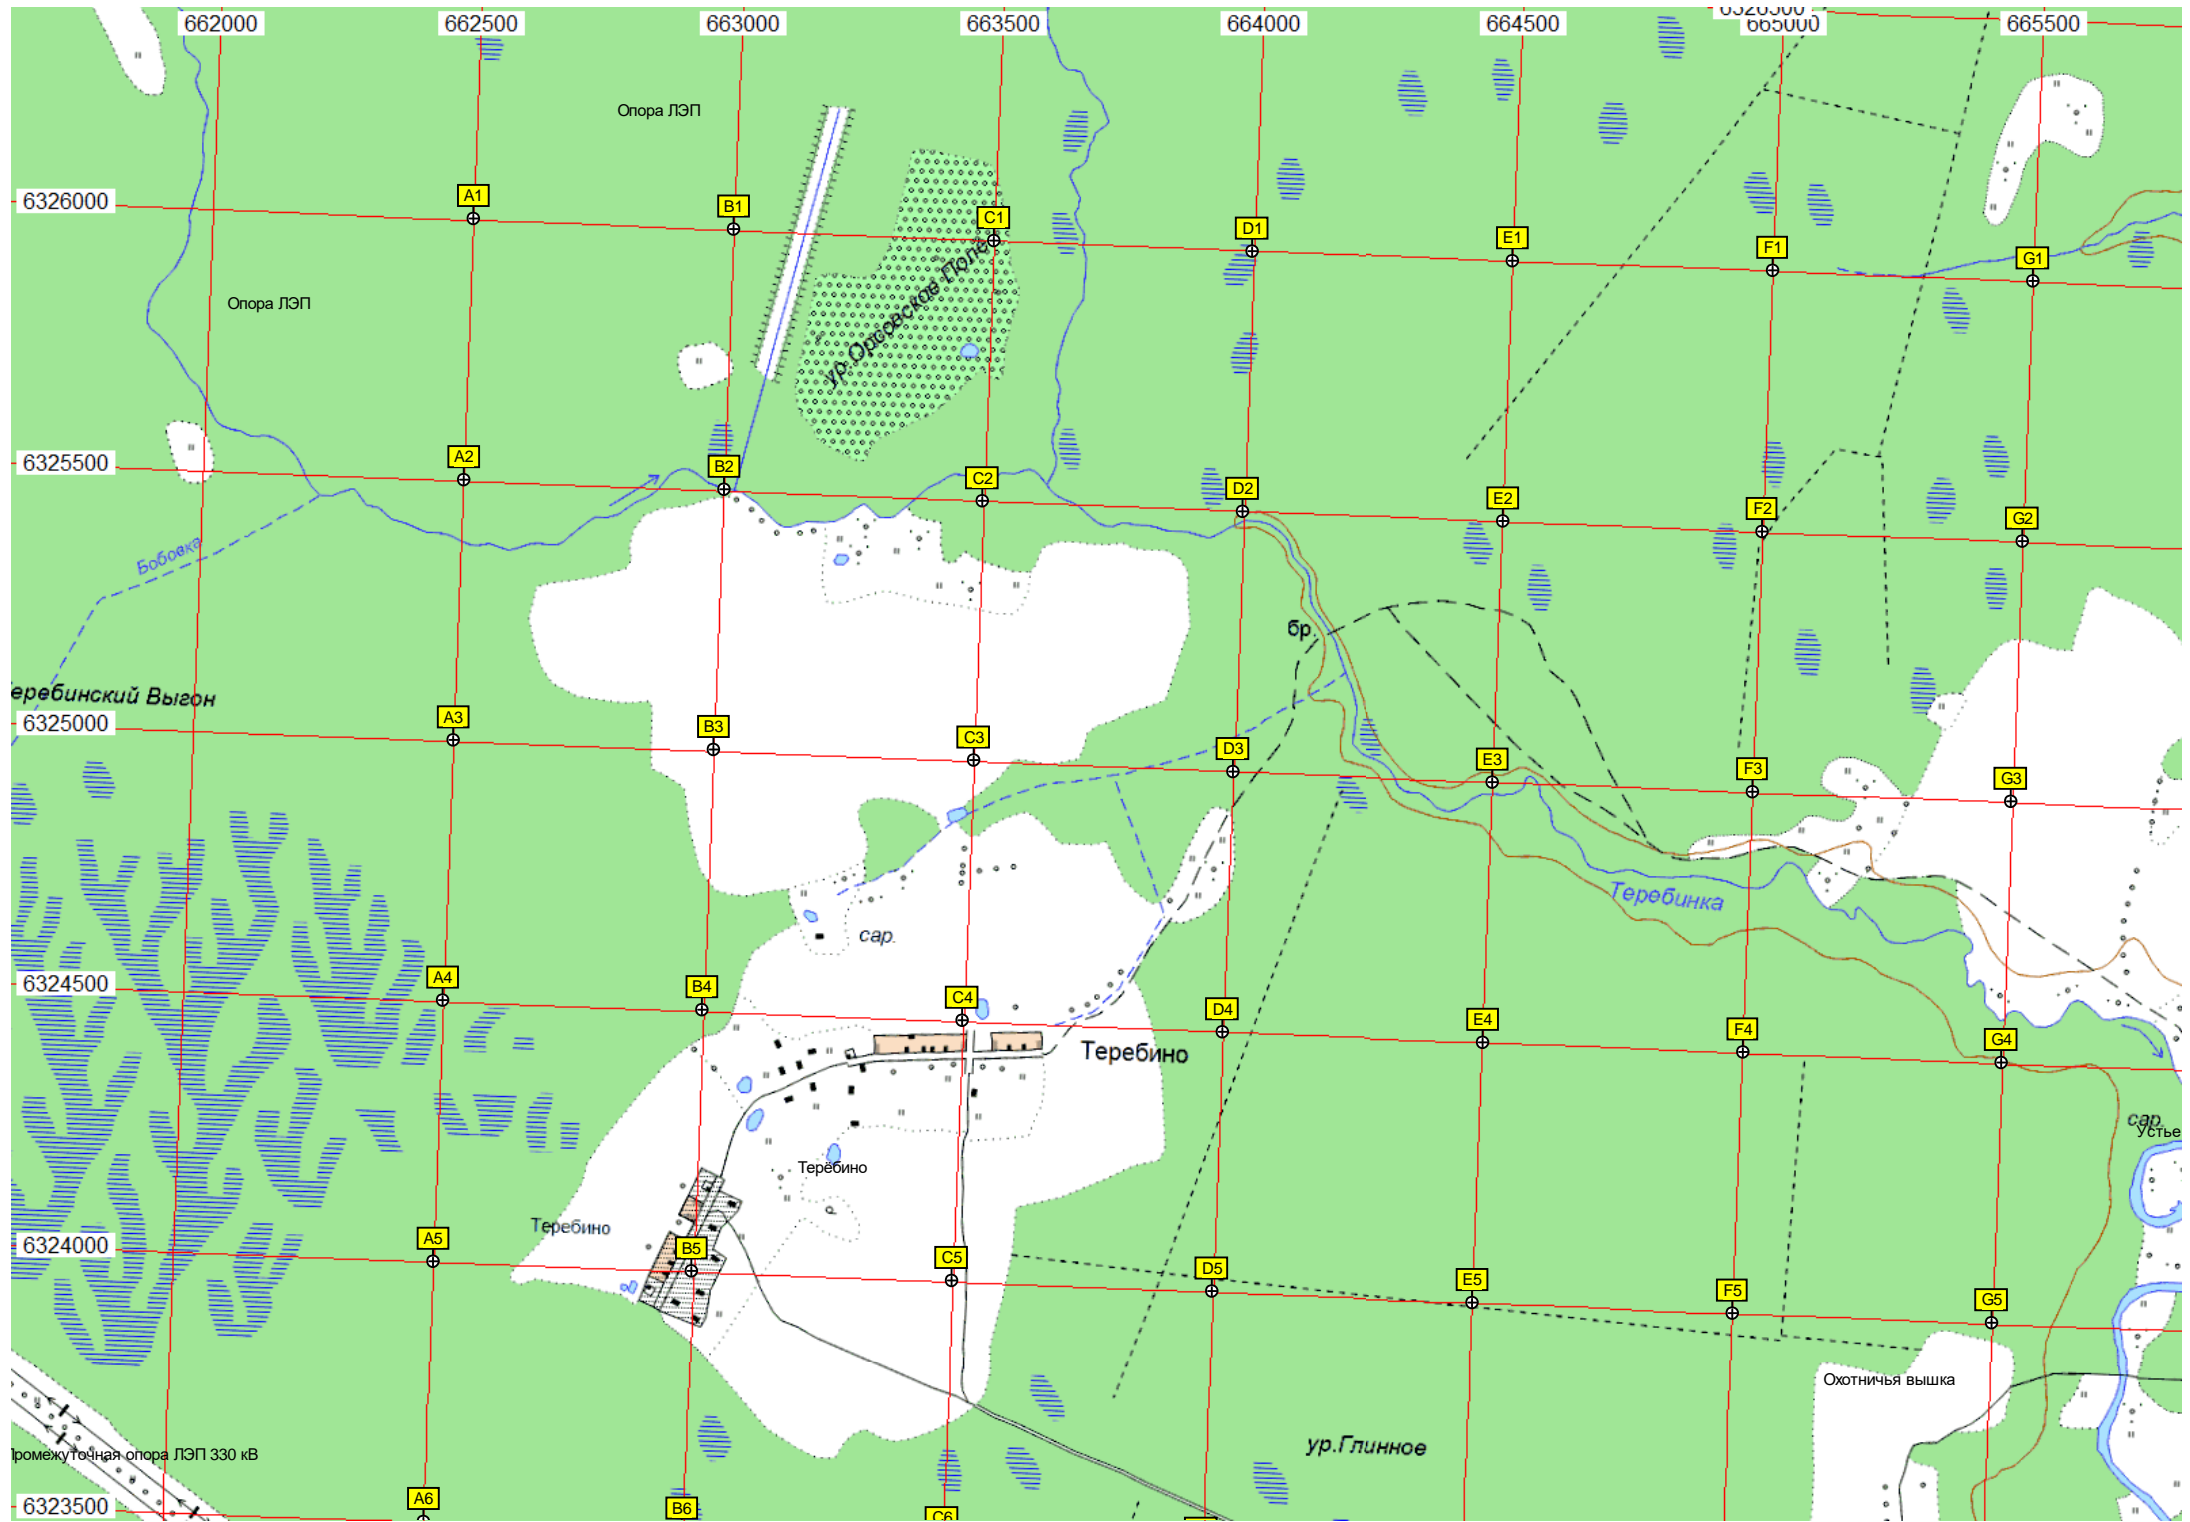 6326500
662000 662500 663000 663500 664000 664500 665000 665500
Опора ЛЭП
6326000
A1 B1 C1 D1 E1 F1 G1
ур.Орсовское Поле
Опора ЛЭП
6325500
A2 B2 C2 D2 E2 F2 G2
Бобовка
бр.
еребинский Выгон
6325000
A3 B3 C3 D3 E3 F3 G3
Теребинка
сар.
6324500
A4 B4 C4 D4 E4 F4 G4
Теребино
сар.
Устье
Терёбино
Теребино
6324000
A5 B5 C5 D5 E5 F5 G5
Охотничья вышка
ур.Глинное
Промежуточная опора ЛЭП 330 кВ
6323500
A6 B6 C6